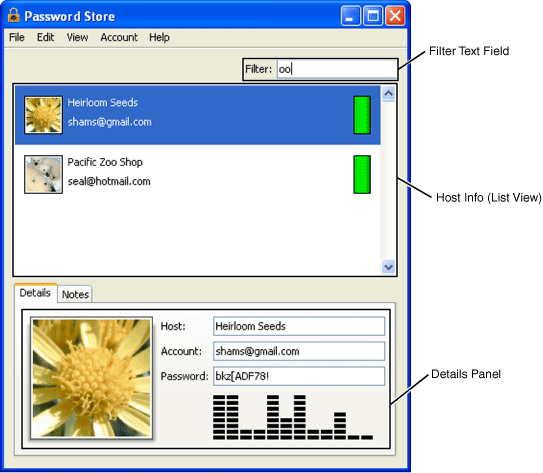 Password Store
File Edit View Account Help
Filter: oo
Filter Text Field
Heirloom Seeds
shams@gmail.com
Pacific Zoo Shop
seal@hotmail.com
Host Info (List View)
Details Notes
Host: Heirloom Seeds
Account: shams@gmail.com
Password: bkz[ADF78!
Details Panel